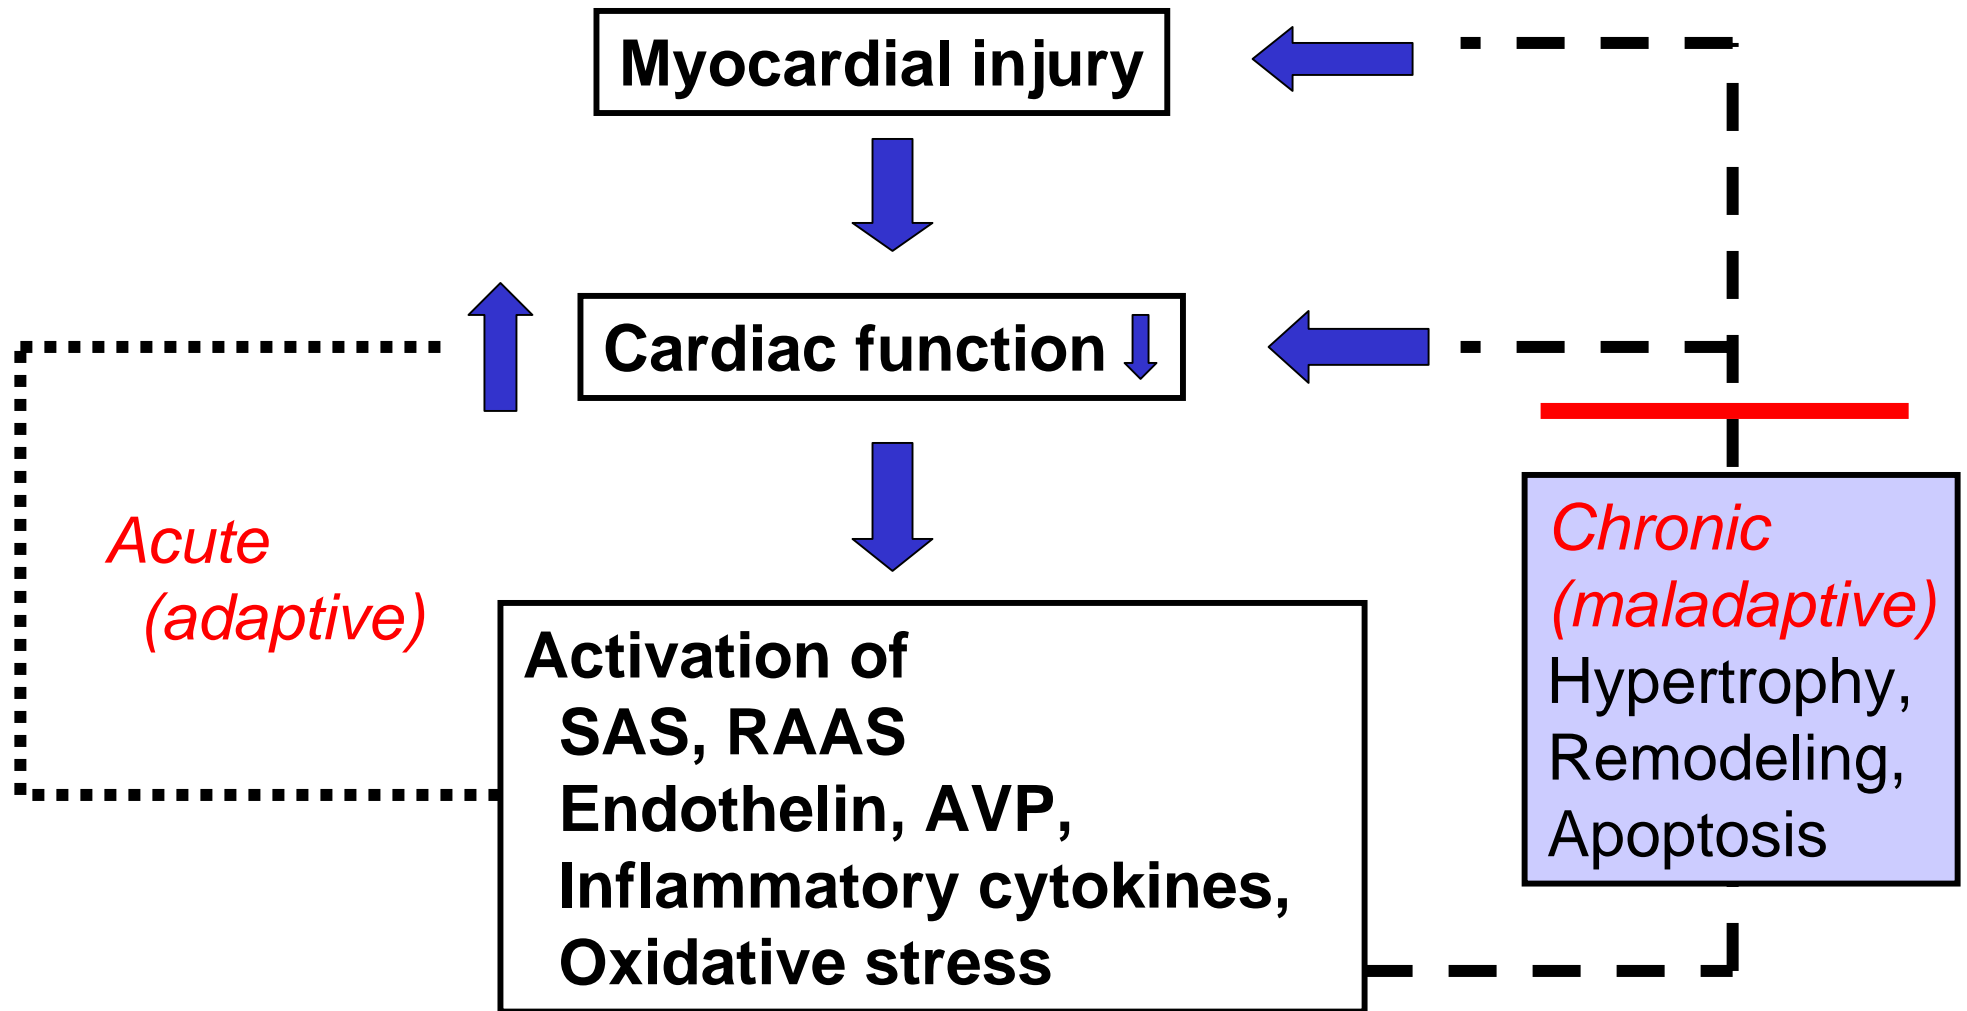 Myocardial injury
Cardiac function
Acute
(adaptive)
Activation of
SAS, RAAS
Endothelin, AVP,
Inflammatory cytokines,
Oxidative stress
Chronic
(maladaptive)
Hypertrophy,
Remodeling,
Apoptosis